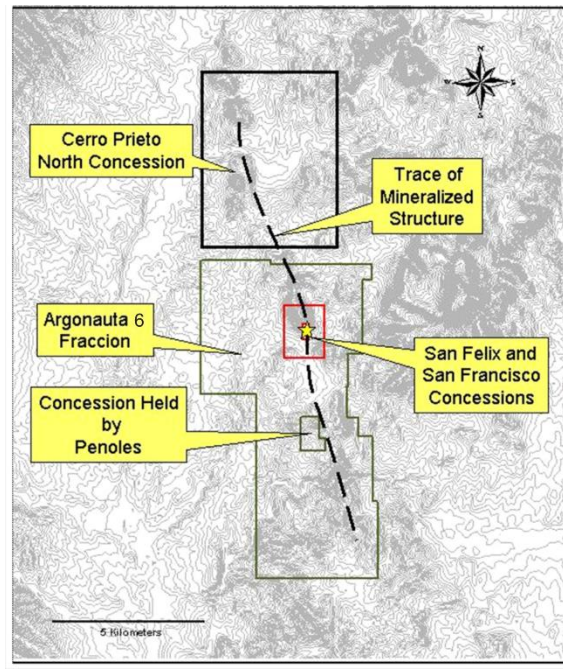 N
Cerro Prieto
North Concession
Trace of
Mineralized
Structure
Argonauta 6
Fraccion
San Felix and
San Francisco
Concessions
Concession Held
by
Penoles
5 Kilometers